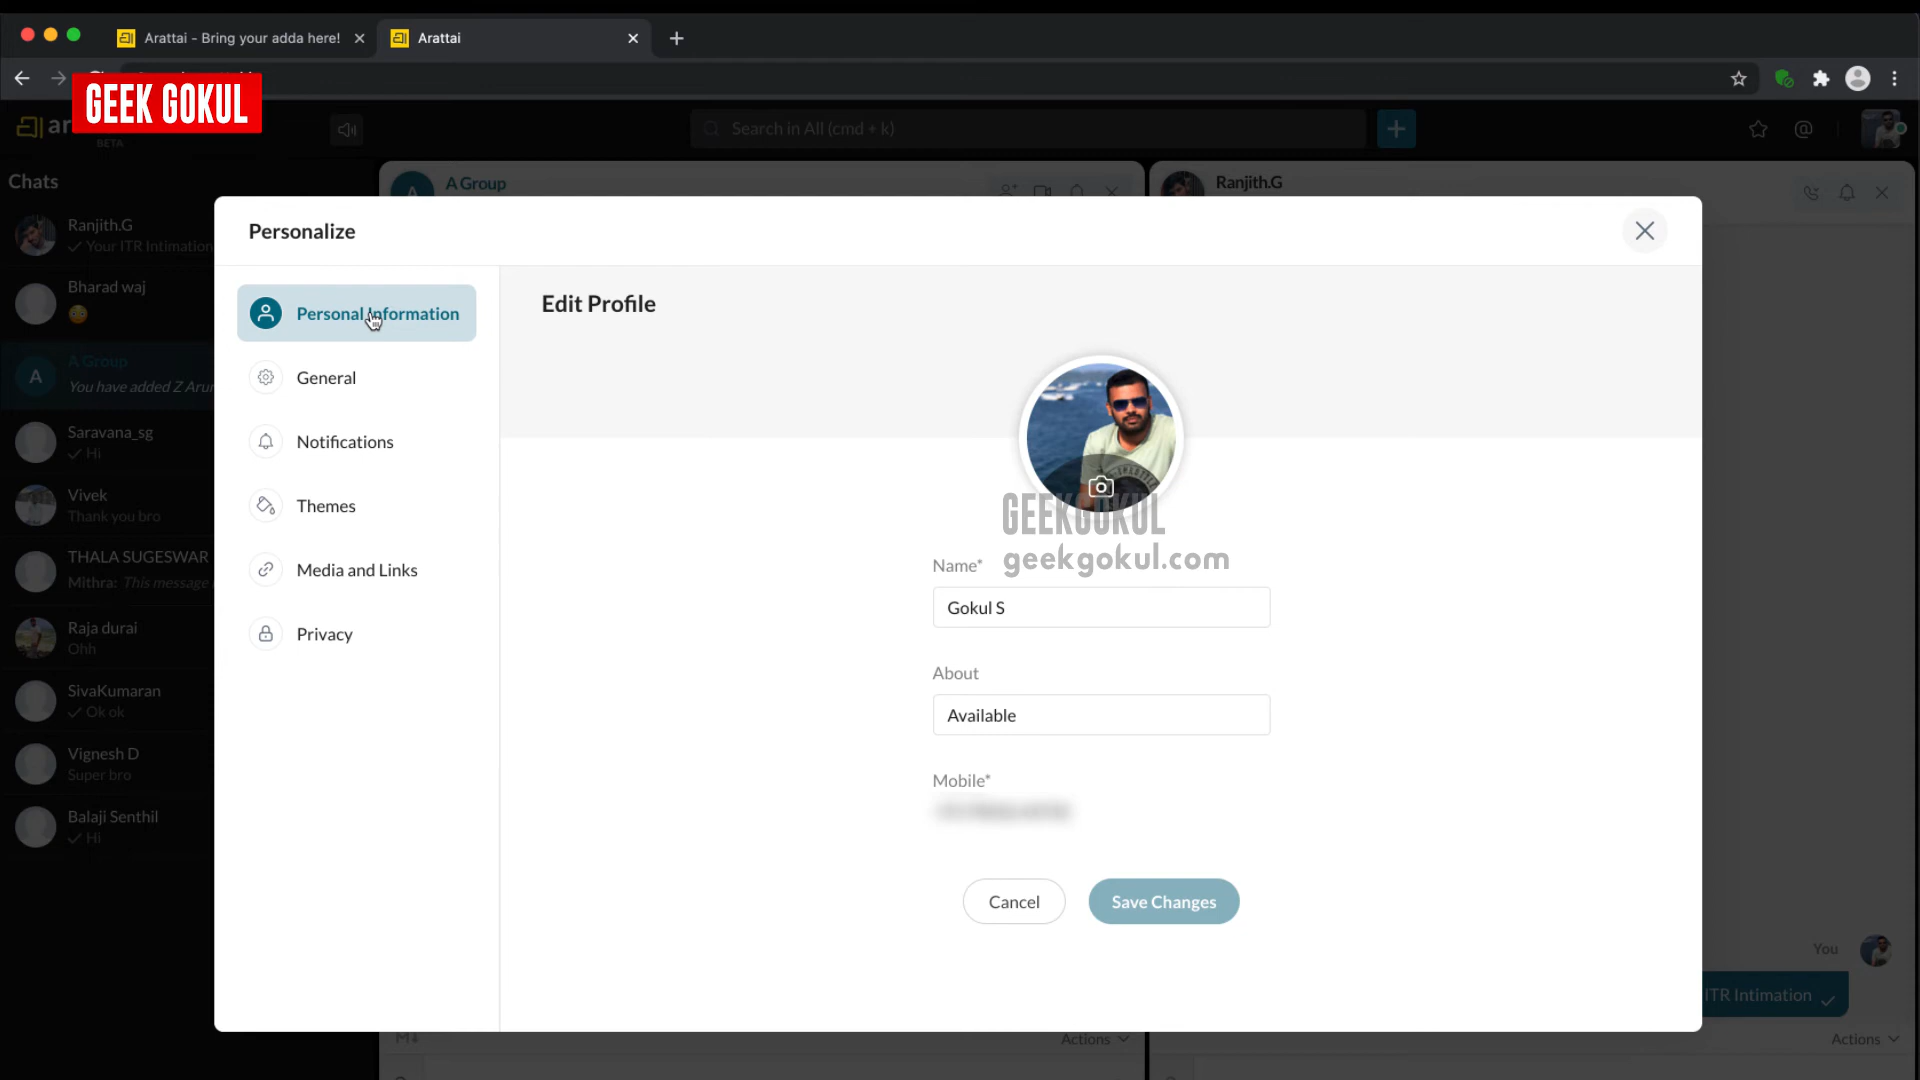 Arattai - Bring your adda here!
Arattai
GEEK GOKUL
BETA
Search in All (cmd + k)
Chats
A Group
Ranjith.G
Ranjith.G
Your ITR Intimation
Bharad waj
A Group
You have added Z Arun
Saravana_sg
Hi
Vivek
Thank you bro
THALA SUGESWAR
Mithra: This message
Raja durai
Ohh
SivaKumaran
Ok ok
Vignesh D
Super bro
Balaji Senthil
Hi
Personalize
Personal Information
General
Notifications
Themes
Media and Links
Privacy
Edit Profile
GEEKGOKUL
geekgokul.com
Name*
Gokul S
About
Available
Mobile*
Cancel
Save Changes
You
ITR Intimation
Actions
Actions